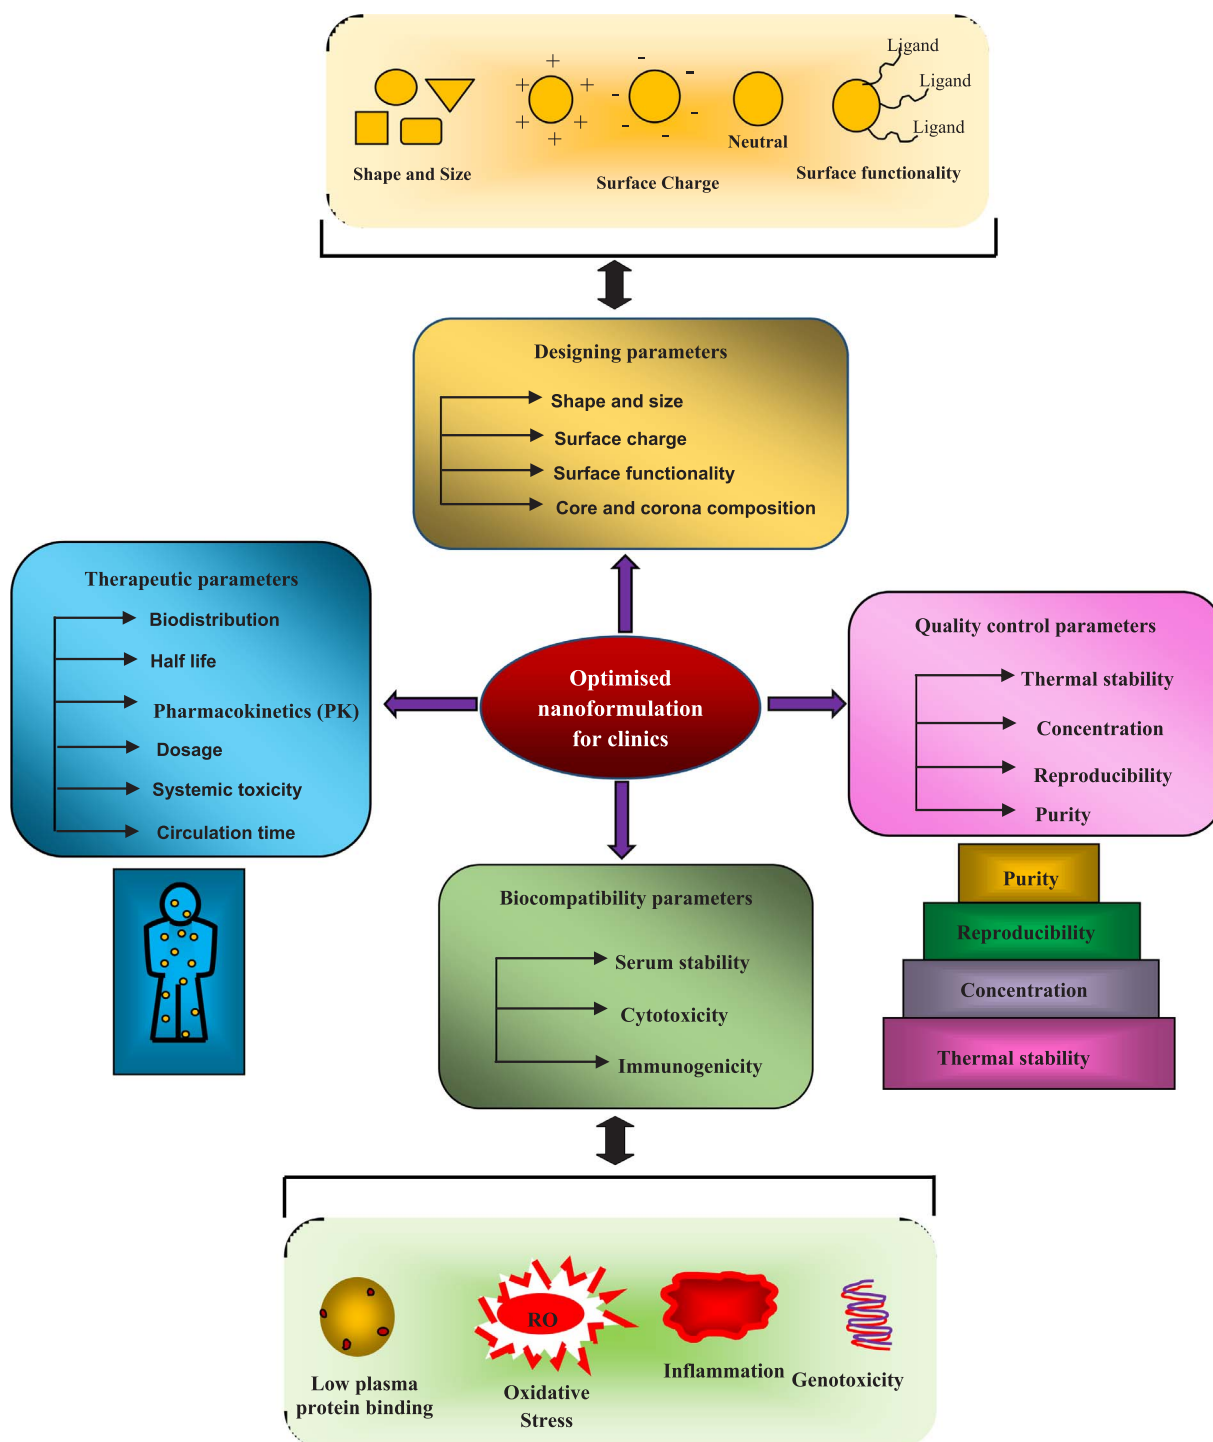 Ligand
Ligand
Ligand
+ + + + + + - - - - - -
Neutral
Shape and Size
Surface Charge
Surface functionality
Designing parameters
Shape and size
Surface charge
Surface functionality
Core and corona composition
Therapeutic parameters
Biodistribution
Half life
Pharmacokinetics (PK)
Dosage
Systemic toxicity
Circulation time
Optimised
nanoformulation
for clinics
Quality control parameters
Thermal stability
Concentration
Reproducibility
Purity
Purity
Reproducibility
Concentration
Thermal stability
Biocompatibility parameters
Serum stability
Cytotoxicity
Immunogenicity
RO
Low plasma
protein binding
Oxidative
Stress
Inflammation
Genotoxicity